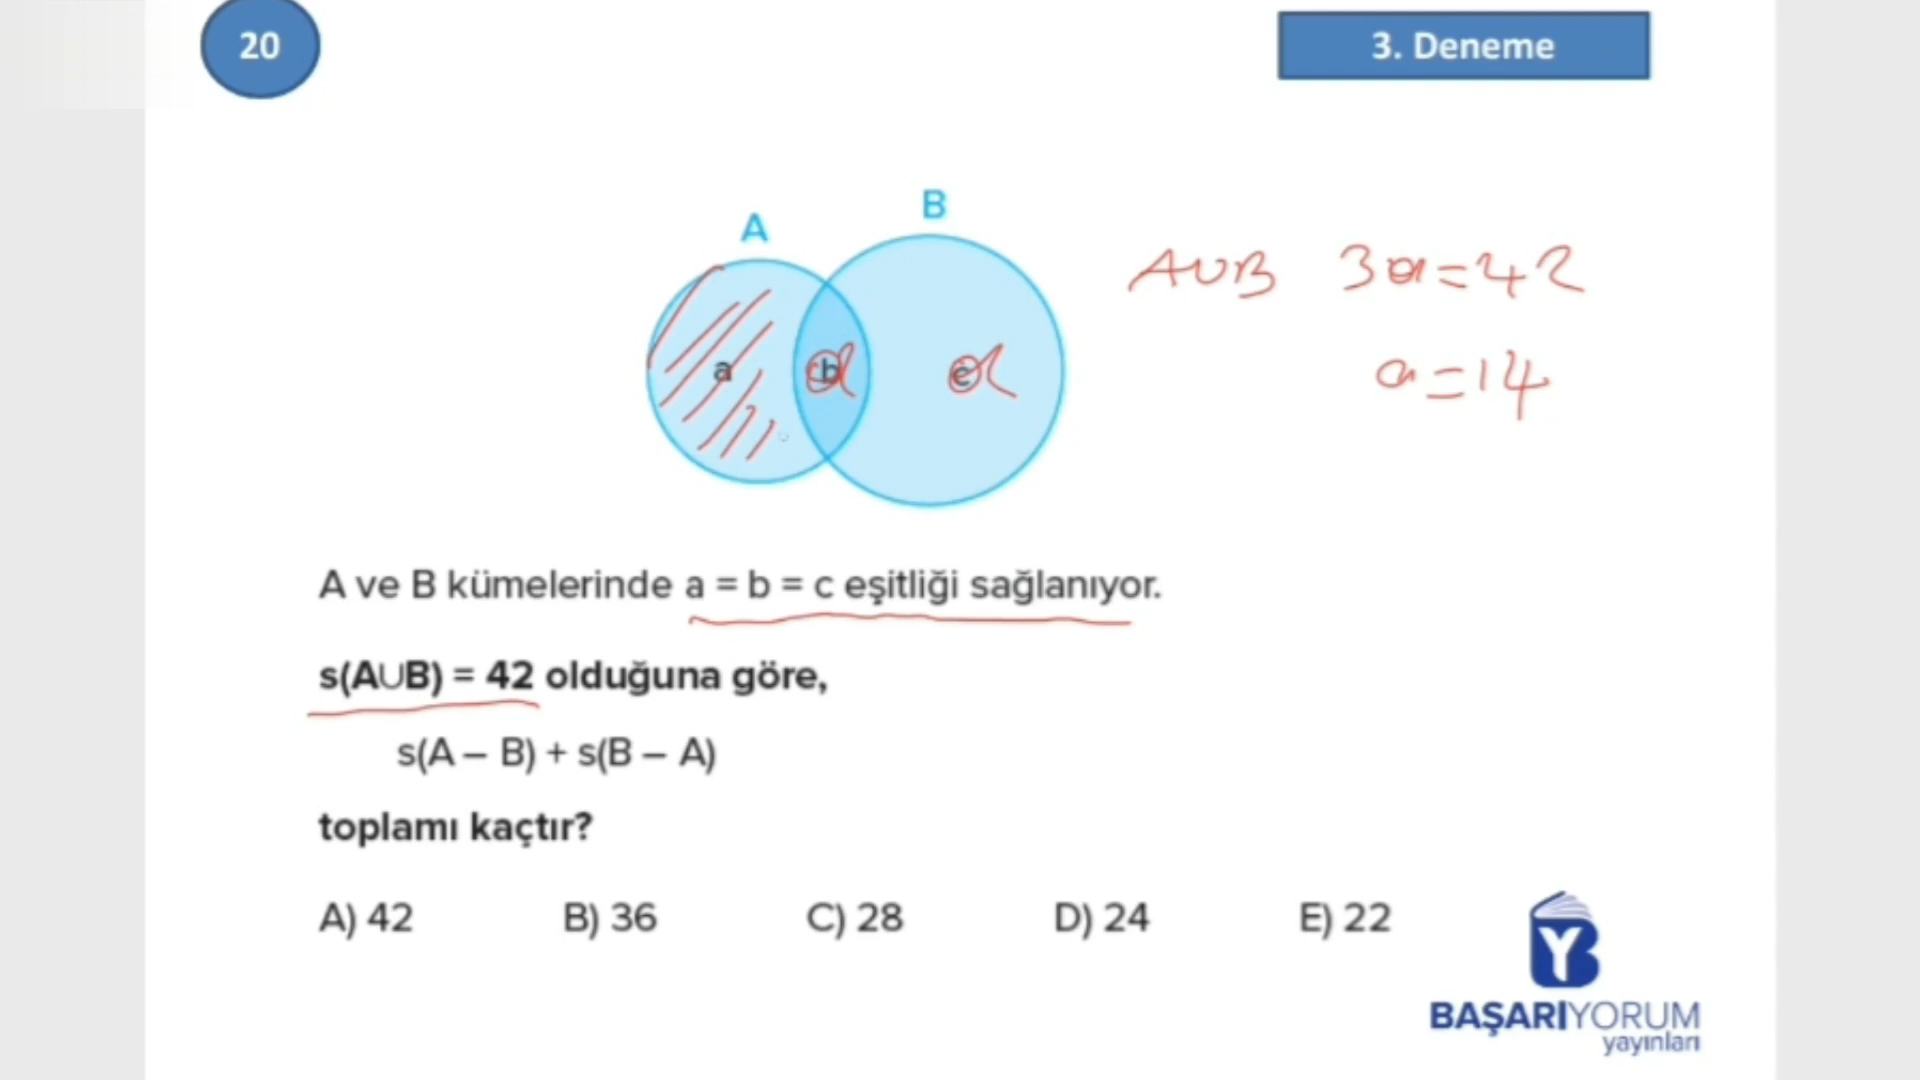 20
3. Deneme
A
B
a
b
c
a
a
AUB 3a=42
a=14
A ve B kümelerinde a = b = c eşitliği sağlanıyor.
s(A∪B) = 42 olduğuna göre,
s(A – B) + s(B – A)
toplamı kaçtır?
A) 42
B) 36
C) 28
D) 24
E) 22
BAŞARIYORUM
yayınları